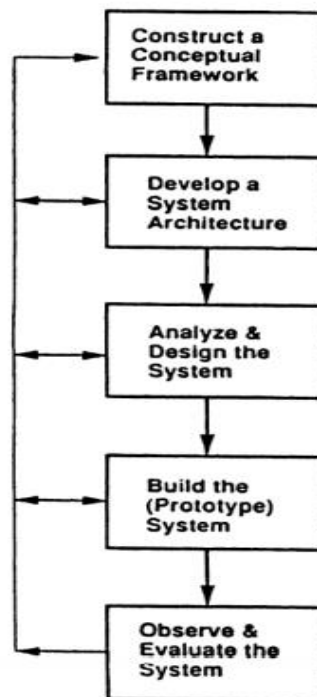 Construct a
Conceptual
Framework
Develop a
System
Architecture
Analyze &
Design the
System
Build the
(Prototype)
System
Observe &
Evaluate the
System